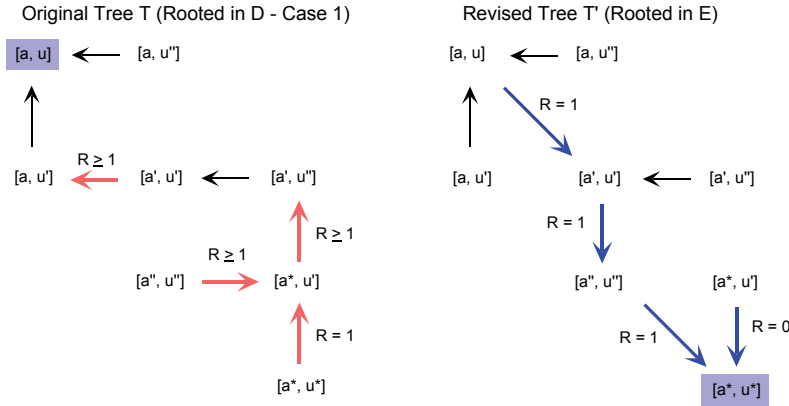 Original Tree T (Rooted in D - Case 1)
[a, u]
[a, u"]
R ≥ 1
[a, u']
[a', u']
[a', u"]
R ≥ 1
R ≥ 1
[a", u"]
[a*, u']
R = 1
[a*, u*]
Revised Tree T' (Rooted in E)
[a, u]
[a, u"]
R = 1
[a, u']
[a', u']
[a', u"]
R = 1
[a", u"]
[a*, u']
R = 1
R = 0
[a*, u*]